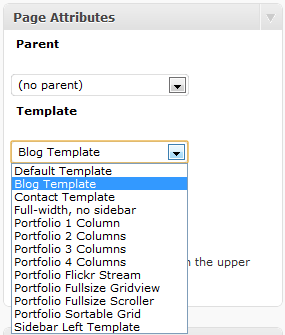 Page Attributes
Parent
(no parent)
Template
Blog Template
Default Template
Blog Template
Contact Template
Full-width, no sidebar
Portfolio 1 Column
Portfolio 2 Columns
Portfolio 3 Columns
Portfolio 4 Columns
Portfolio Flickr Stream
Portfolio Fullsize Gridview
Portfolio Fullsize Scroller
Portfolio Sortable Grid
Sidebar Left Template
the upper